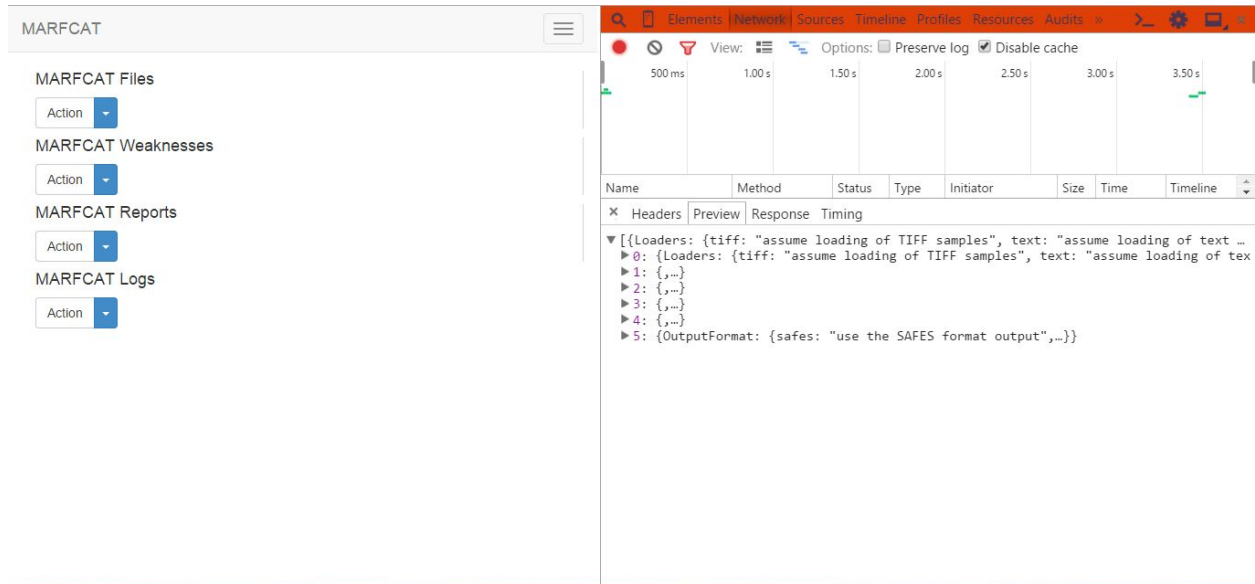 MARFCAT
MARFCAT Files
Action
MARFCAT Weaknesses
Action
MARFCAT Reports
Action
MARFCAT Logs
Action
Elements Network Sources Timeline Profiles Resources Audits »
View: Options: Preserve log Disable cache
500 ms 1.00 s 1.50 s 2.00 s 2.50 s 3.00 s 3.50 s
Name Method Status Type Initiator Size Time Timeline
× Headers Preview Response Timing
▼[{Loaders: {tiff: "assume loading of TIFF samples", text: "assume loading of text …
▶0: {Loaders: {tiff: "assume loading of TIFF samples", text: "assume loading of tex
▶1: {,…}
▶2: {,…}
▶3: {,…}
▶4: {,…}
▶5: {OutputFormat: {safes: "use the SAFES format output",…}}